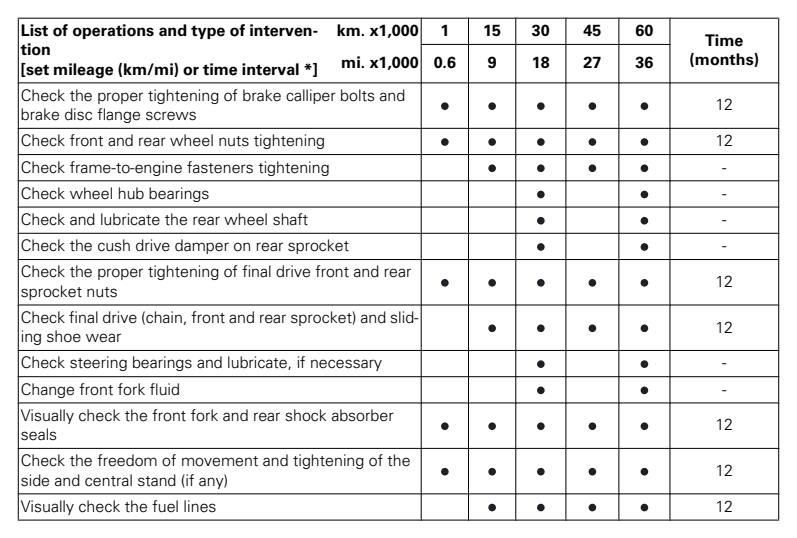 List of operations and type of interven- km. x1,000 1 15 30 45 60 Time
tion
[set mileage (km/mi) or time interval *] mi. x1,000 0.6 9 18 27 36 (months)
Check the proper tightening of brake calliper bolts and
brake disc flange screws ● ● ● ● ● 12
Check front and rear wheel nuts tightening ● ● ● ● ● 12
Check frame-to-engine fasteners tightening ● ● ● ● -
Check wheel hub bearings ● ● -
Check and lubricate the rear wheel shaft ● ● -
Check the cush drive damper on rear sprocket ● ● -
Check the proper tightening of final drive front and rear
sprocket nuts ● ● ● ● ● 12
Check final drive (chain, front and rear sprocket) and slid-
ing shoe wear ● ● ● ● 12
Check steering bearings and lubricate, if necessary ● ● -
Change front fork fluid ● ● -
Visually check the front fork and rear shock absorber
seals ● ● ● ● ● 12
Check the freedom of movement and tightening of the
side and central stand (if any) ● ● ● ● ● 12
Visually check the fuel lines ● ● ● ● 12